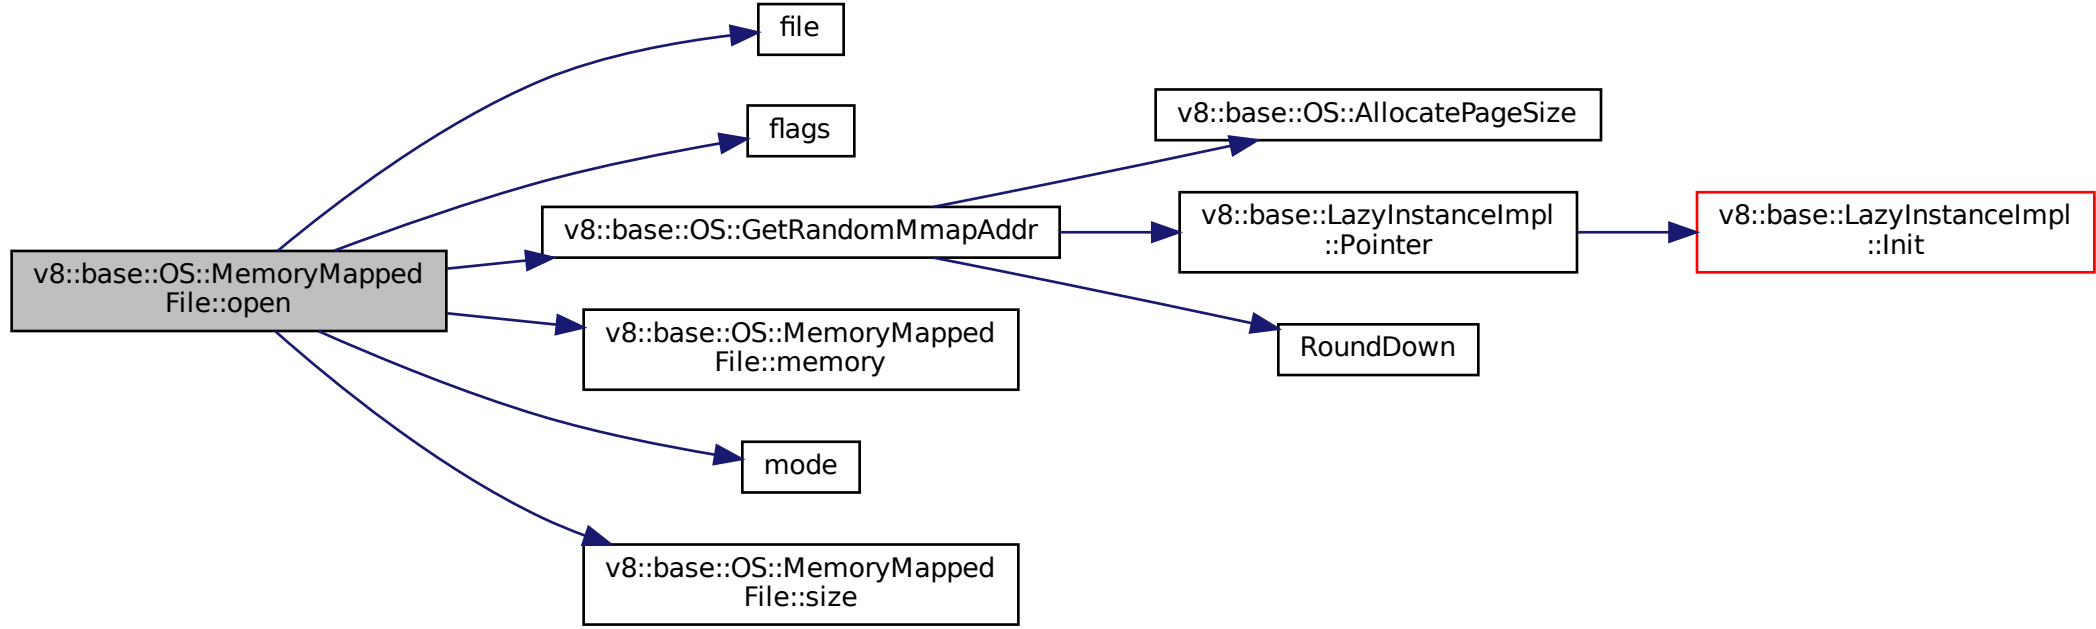 file
flags
v8::base::OS::AllocatePageSize
v8::base::OS::GetRandomMmapAddr
v8::base::LazyInstanceImpl
::Pointer
v8::base::LazyInstanceImpl
::Init
v8::base::OS::MemoryMapped
File::open
v8::base::OS::MemoryMapped
File::memory
RoundDown
mode
v8::base::OS::MemoryMapped
File::size